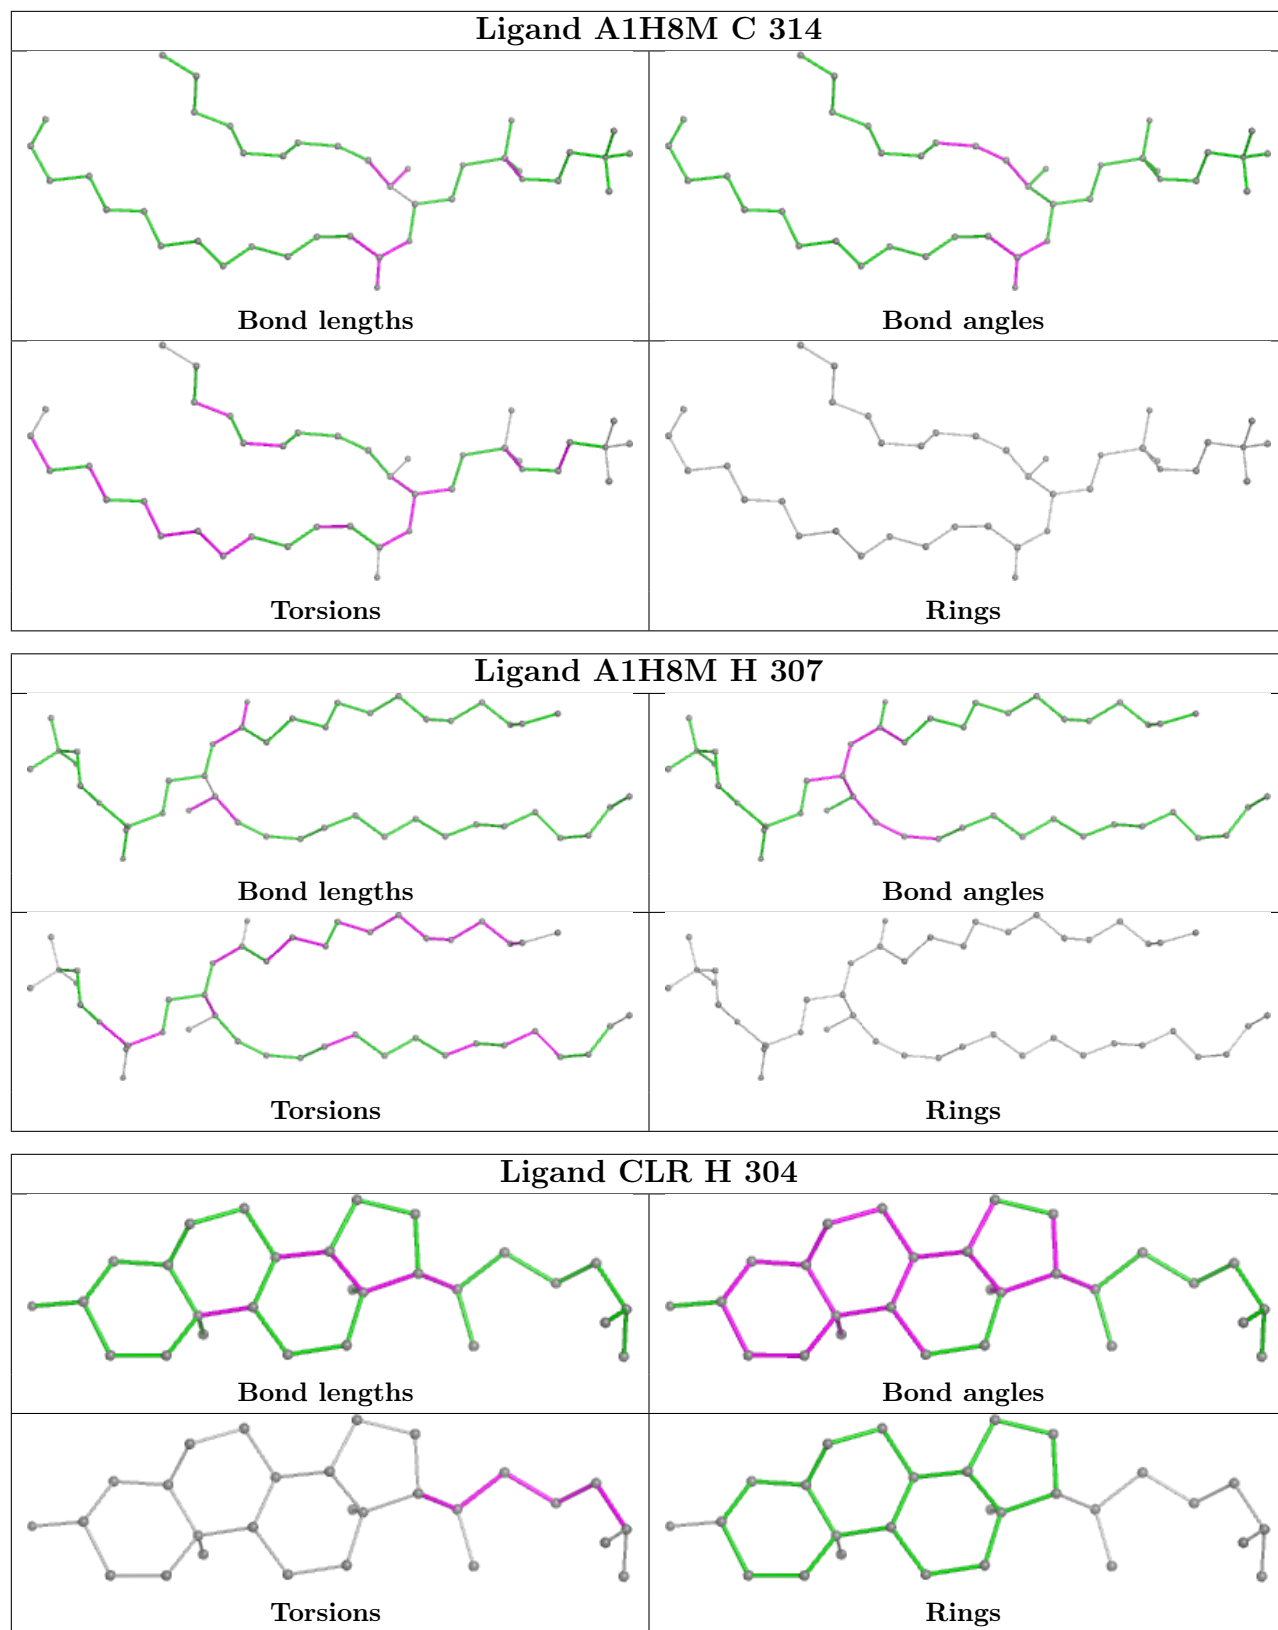 Ligand A1H8M C 314
Bond lengths
Bond angles
Torsions
Rings
Ligand A1H8M H 307
Bond lengths
Bond angles
Torsions
Rings
Ligand CLR H 304
Bond lengths
Bond angles
Torsions
Rings